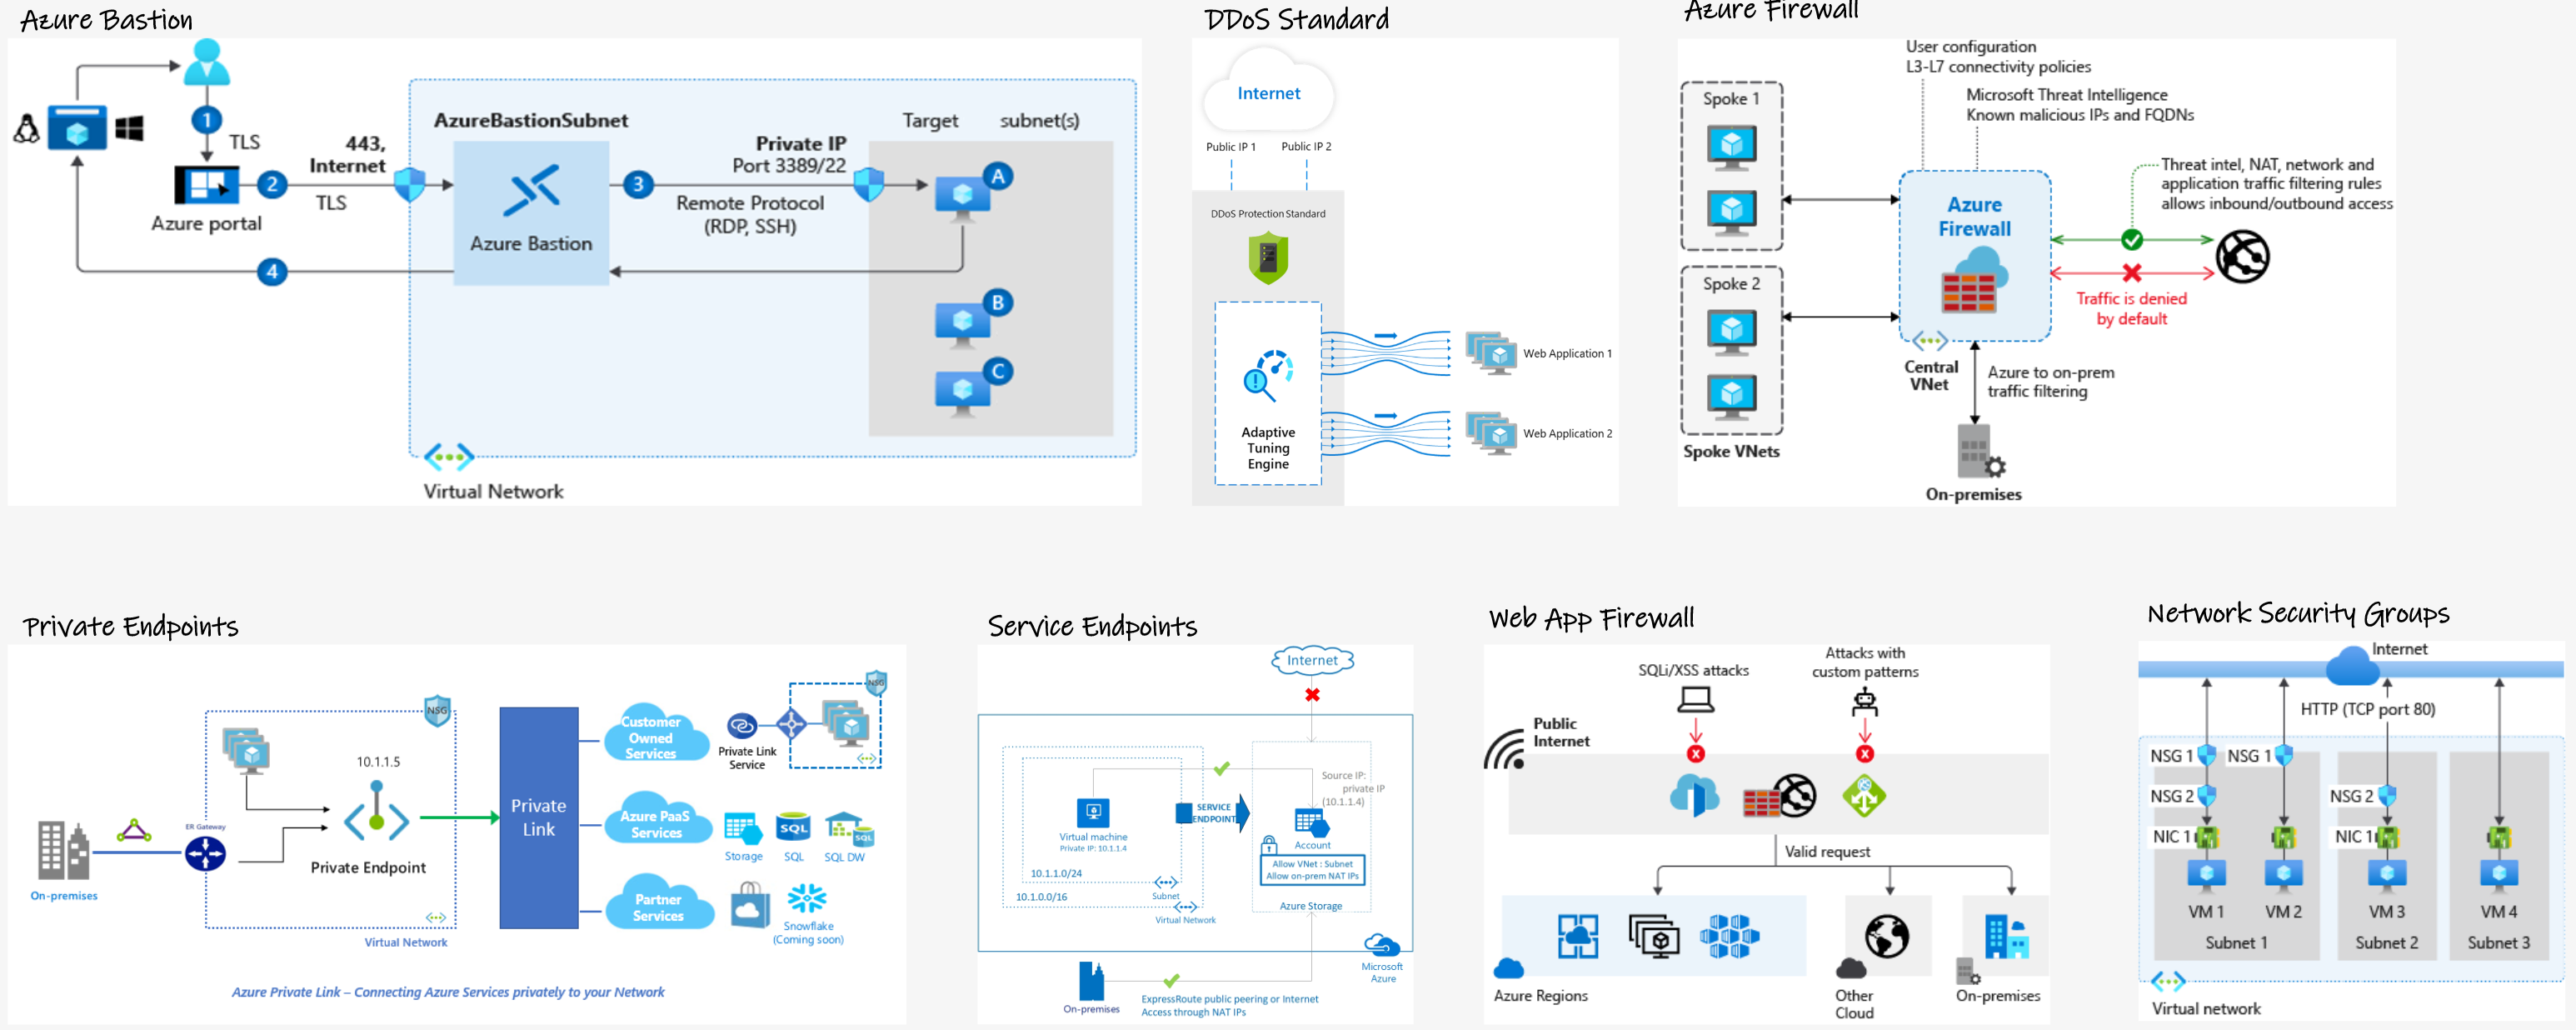 Azure Bastion
1
TLS
443,
Internet
2
TLS
Azure portal
4
AzureBastionSubnet
Azure Bastion
3
Private IP
Port 3389/22
Remote Protocol
(RDP, SSH)
Target subnet(s)
A
B
C
Virtual Network
DDoS Standard
Internet
Public IP 1
Public IP 2
DDoS Protection Standard
Adaptive
Tuning
Engine
Web Application 1
Web Application 2
Azure Firewall
User configuration
L3-L7 connectivity policies
Microsoft Threat Intelligence
Known malicious IPs and FQDNs
Spoke 1
Spoke 2
Spoke VNets
Azure
Firewall
Threat intel, NAT, network and
application traffic filtering rules
allows inbound/outbound access
Traffic is denied
by default
Central
VNet
Azure to on-prem
traffic filtering
On-premises
Private Endpoints
NSG
10.1.1.5
ER Gateway
On-premises
Private Endpoint
Virtual Network
Private
Link
Customer
Owned
Services
Private Link
Service
NSG
Azure PaaS
Services
Storage
SQL
SQL
SQL
SQL DW
Partner
Services
Snowflake
(Coming soon)
Azure Private Link – Connecting Azure Services privately to your Network
Service Endpoints
Internet
Source IP:
private IP
(10.1.1.4)
Virtual machine
Private IP: 10.1.1.4
SERVICE
ENDPOINT
Account
Allow VNet : Subnet
Allow on-prem NAT IPs
10.1.1.0/24
Subnet
10.1.0.0/16
Virtual Network
Azure Storage
Microsoft
Azure
On-premises
ExpressRoute public peering or Internet
Access through NAT IPs
Web App Firewall
SQLi/XSS attacks
Attacks with
custom patterns
Public
Internet
Valid request
Azure Regions
Other
Cloud
On-premises
Network Security Groups
Internet
HTTP (TCP port 80)
NSG 1
NSG 1
NSG 2
NSG 2
NIC 1
NIC 1
VM 1
VM 2
VM 3
VM 4
Subnet 1
Subnet 2
Subnet 3
Virtual network